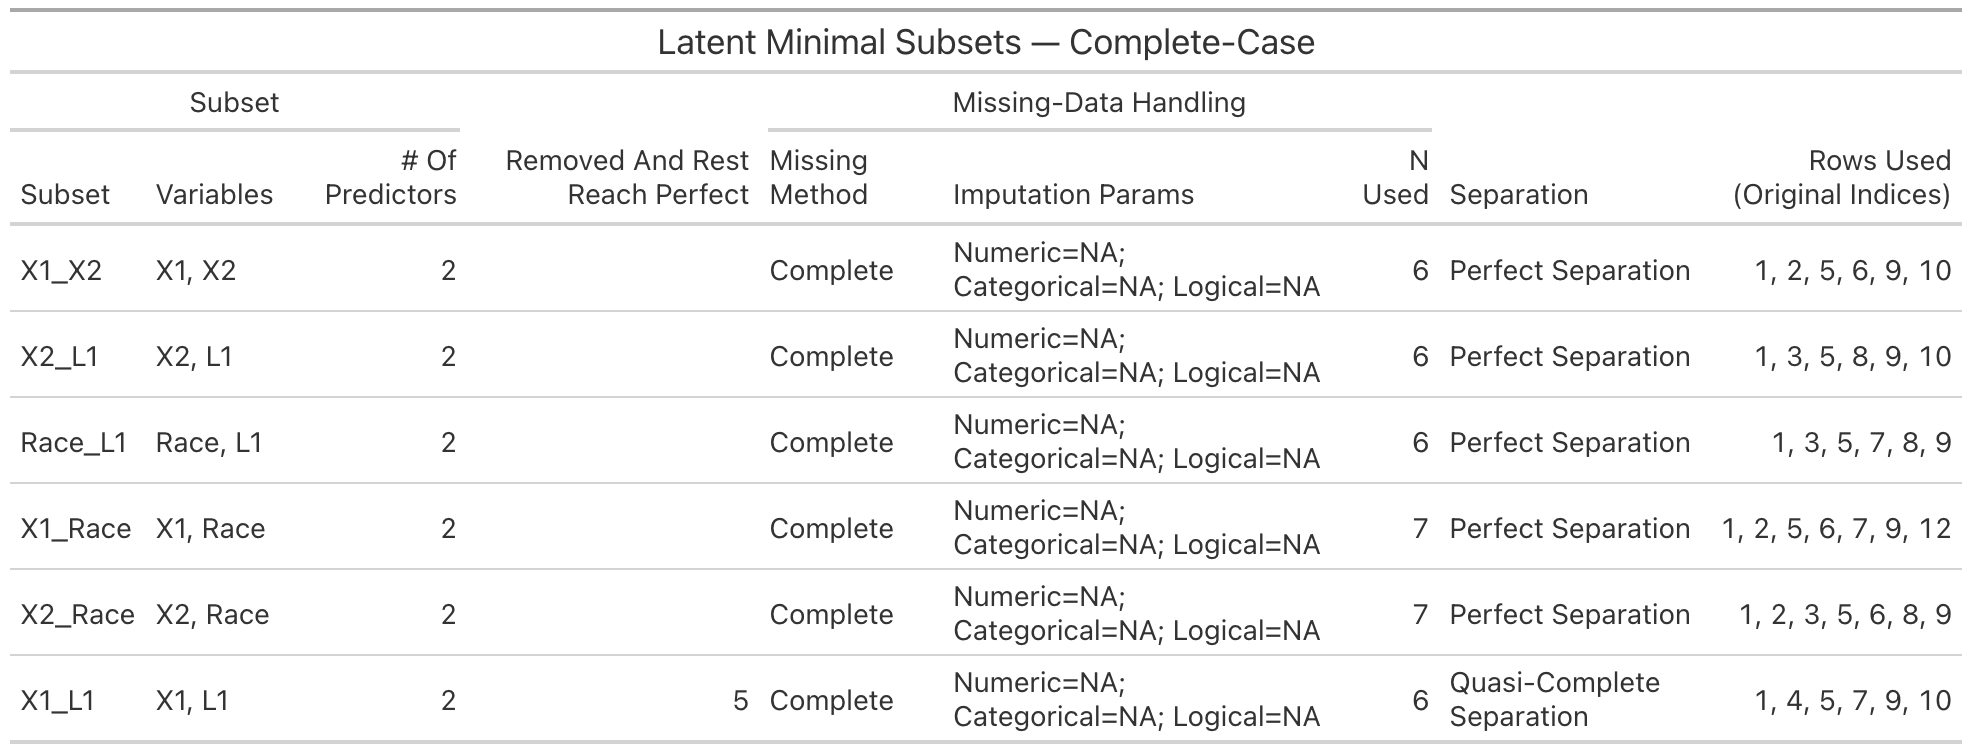 Latent Minimal Subsets — Complete-Case
Subset Missing-Data Handling
# Of Removed And Rest Missing N Rows Used
Subset Variables Predictors Reach Perfect Method Imputation Params Used Separation (Original Indices)
Numeric=NA;
X1_X2 X1, X2 2 Complete 6 Perfect Separation 1, 2, 5, 6, 9, 10
Categorical=NA; Logical=NA
Numeric=NA;
X2_L1 X2, L1 2 Complete 6 Perfect Separation 1, 3, 5, 8, 9, 10
Categorical=NA; Logical=NA
Numeric=NA;
Race_L1 Race, L1 2 Complete 6 Perfect Separation 1, 3, 5, 7, 8, 9
Categorical=NA; Logical=NA
Numeric=NA;
X1_Race X1, Race 2 Complete 7 Perfect Separation 1, 2, 5, 6, 7, 9, 12
Categorical=NA; Logical=NA
Numeric=NA;
X2_Race X2, Race 2 Complete 7 Perfect Separation 1, 2, 3, 5, 6, 8, 9
Categorical=NA; Logical=NA
Numeric=NA; Quasi-Complete
X1_L1 X1, L1 2 5 Complete 6 1, 4, 5, 7, 9, 10
Categorical=NA; Logical=NA Separation